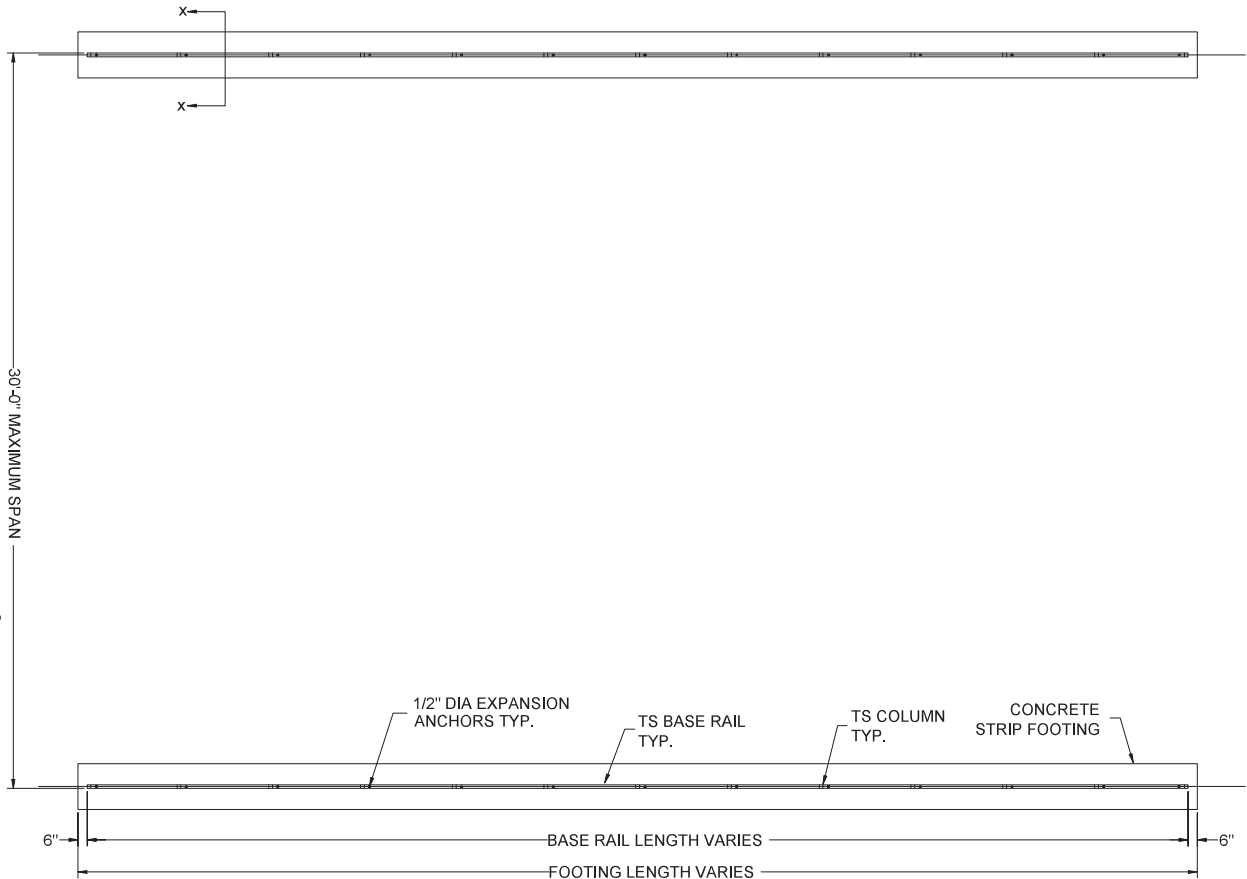 X
X
30'-0" MAXIMUM SPAN
1/2" DIA EXPANSION
ANCHORS TYP.
TS BASE RAIL
TYP.
TS COLUMN
TYP.
CONCRETE
STRIP FOOTING
6"
BASE RAIL LENGTH VARIES
6"
FOOTING LENGTH VARIES